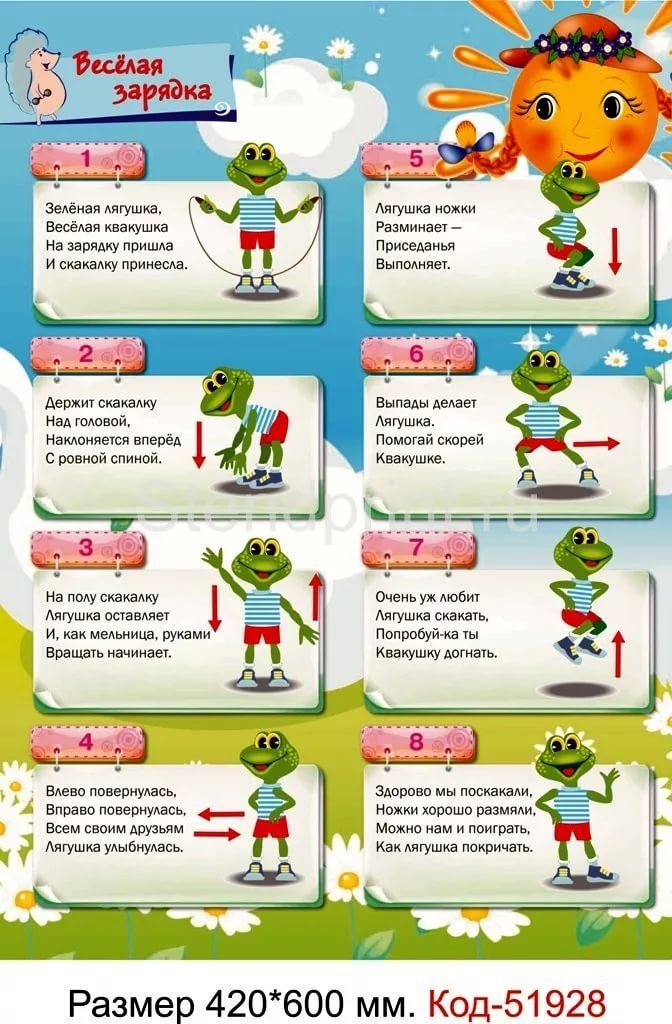 Весёлая
зарядка
1
Зелёная лягушка,
Весёлая квакушка
На зарядку пришла
И скакалку принесла.
2
Держит скакалку
Над головой,
Наклоняется вперёд
С ровной спиной.
3
На полу скакалку
Лягушка оставляет
И, как мельница, руками
Вращать начинает.
4
Влево повернулась,
Вправо повернулась,
Всем своим друзьям
Лягушка улыбнулась.
5
Лягушка ножки
Разминает —
Приседанья
Выполняет.
6
Выпады делает
Лягушка.
Помогай скорей
Квакушке.
7
Очень уж любит
Лягушка скакать,
Попробуй-ка ты
Квакушку догнать.
8
Здорово мы поскакали,
Ножки хорошо размяли,
Можно нам и поиграть,
Как лягушка покричать.
Stendprint.ru
Размер 420*600 мм. Код-51928